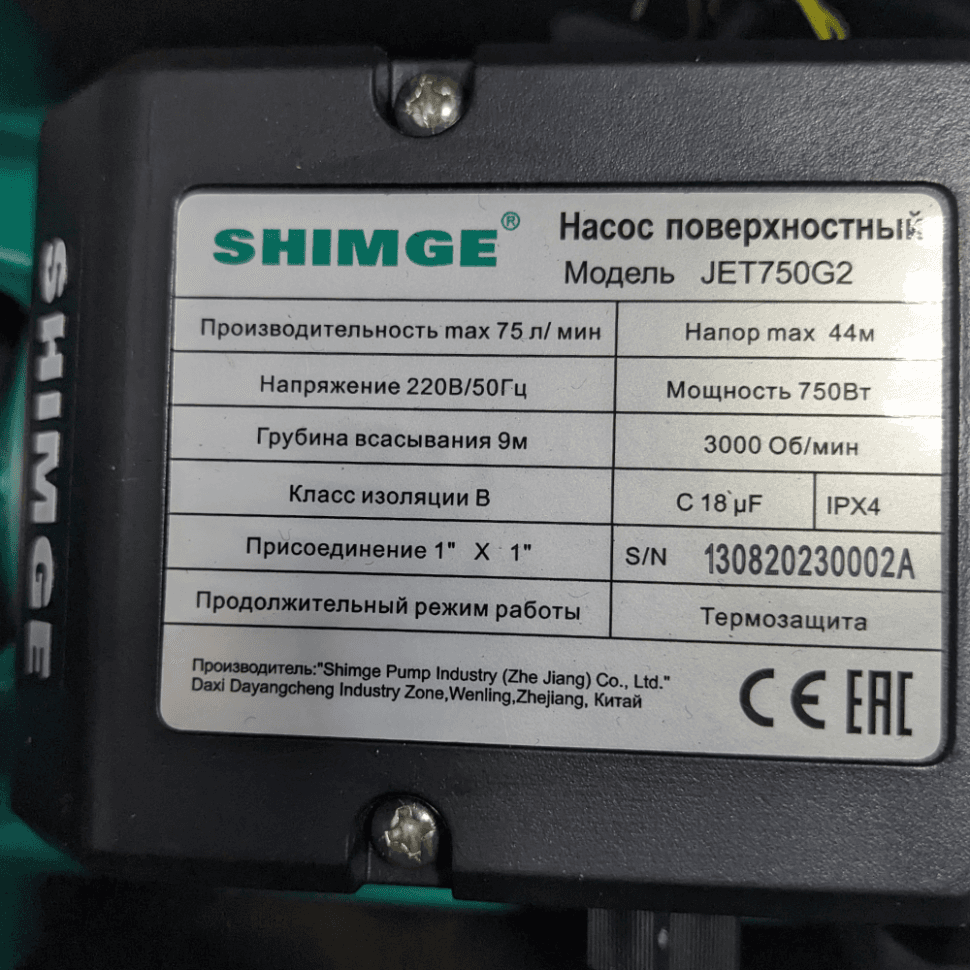 SHIMGE
SHIMGE® Насос поверхностный
Модель JET750G2
Производительность max 75 л/ мин Напор max 44м
Напряжение 220В/50Гц Мощность 750Вт
Грубина всасывания 9м 3000 Об/мин
Класс изоляции В C 18 µF IPX4
Присоединение 1" X 1" S/N 130820230002A
Продолжительный режим работы Термозащита
Производитель:"Shimge Pump Industry (Zhe Jiang) Co., Ltd."
Daxi Dayangcheng Industry Zone,Wenling,Zhejiang, Китай
CE EAC